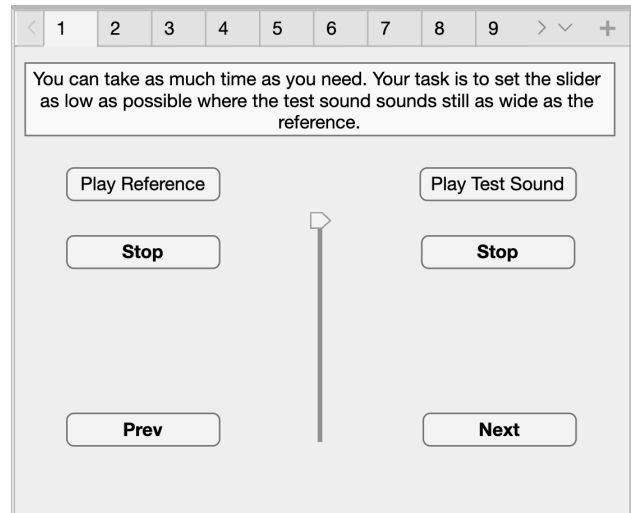 1 2 3 4 5 6 7 8 9
You can take as much time as you need. Your task is to set the slider
as low as possible where the test sound sounds still as wide as the
reference.
Play Reference Play Test Sound
Stop Stop
Prev Next